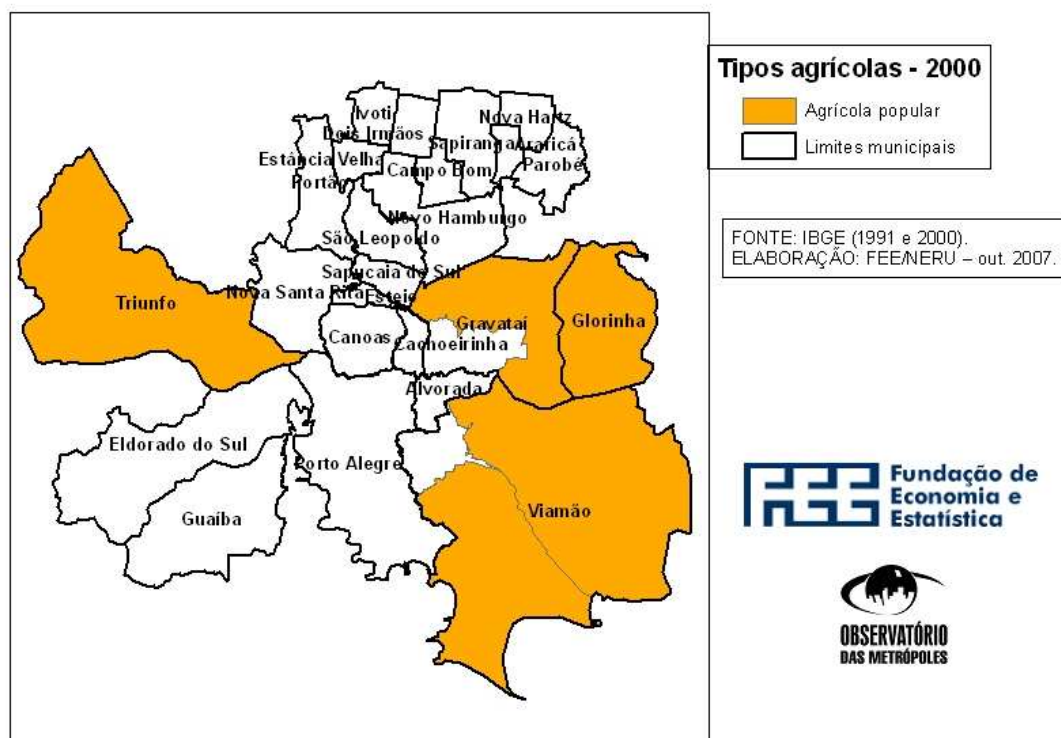 Tipos agrícolas - 2000
Agrícola popular
Limites municipais
FONTE: IBGE (1991 e 2000).
ELABORAÇÃO: FEE/NERU – out. 2007.
Ivoti
Dois Irmãos
Nova Hartz
Sapiranga
Araricá
Estância Velha
Parobé
Portão
Campo Bom
Novo Hamburgo
São Leopoldo
Sapucaia do Sul
Nova Santa Rita
Esteio
Triunfo
Gravataí
Glorinha
Canoas
Cachoeirinha
Alvorada
Eldorado do Sul
Porto Alegre
Guaíba
Viamão
FEE
Fundação de
Economia e
Estatística
OBSERVATÓRIO
DAS METRÓPOLES